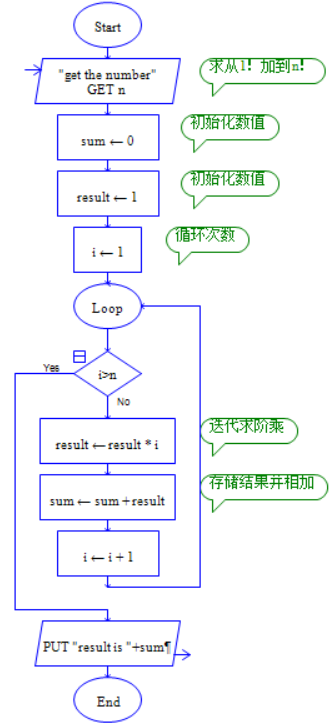 Start
"get the number"
GET n
求从1！加到n！
sum ← 0
初始化数值
result ← 1
初始化数值
i ← 1
循环次数
Loop
i>n
Yes
No
result ← result * i
迭代求阶乘
sum ← sum + result
存储结果并相加
i ← i + 1
PUT "result is "+sum¶
End